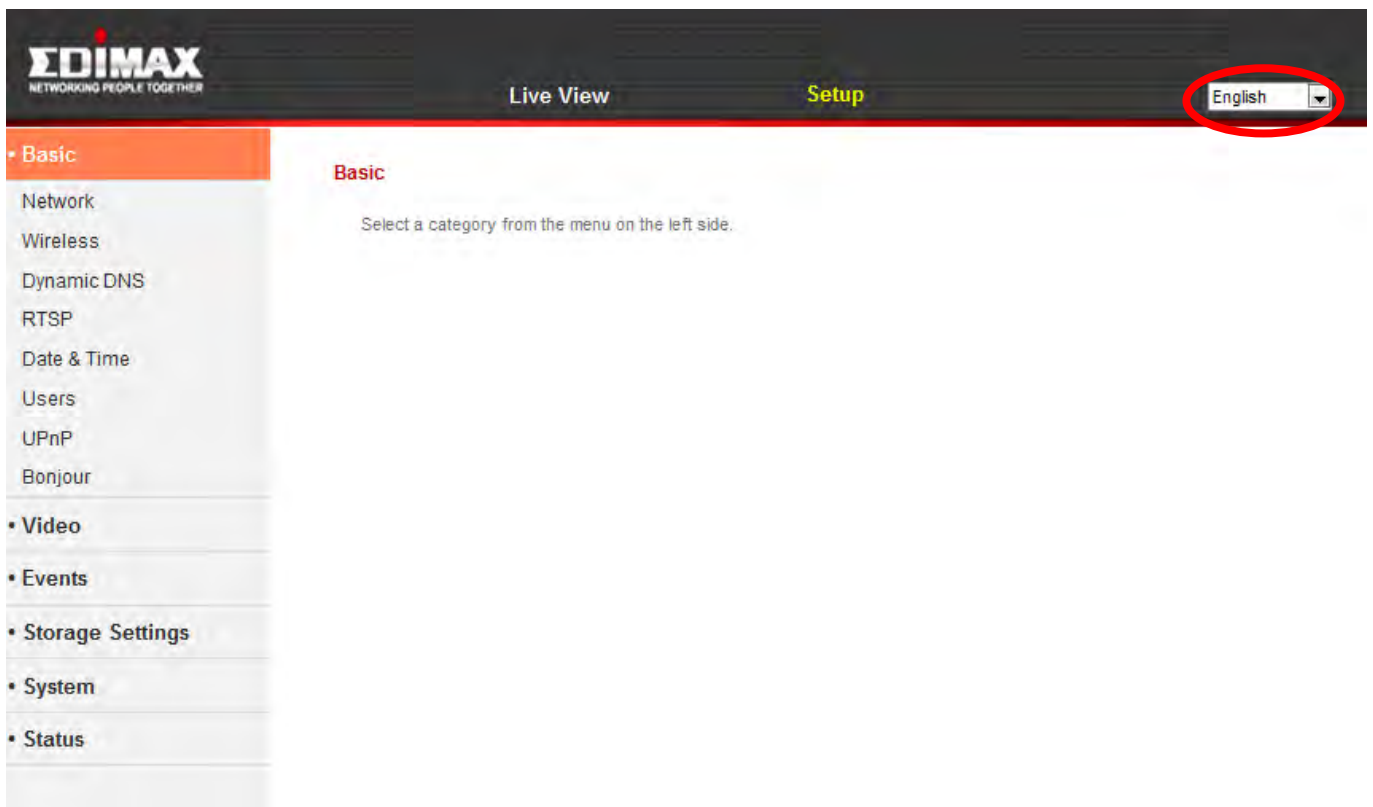 EDIMAX
NETWORKING PEOPLE TOGETHER
Live View
Setup
English
• Basic
Network
Wireless
Dynamic DNS
RTSP
Date & Time
Users
UPnP
Bonjour
• Video
• Events
• Storage Settings
• System
• Status
Basic
Select a category from the menu on the left side.